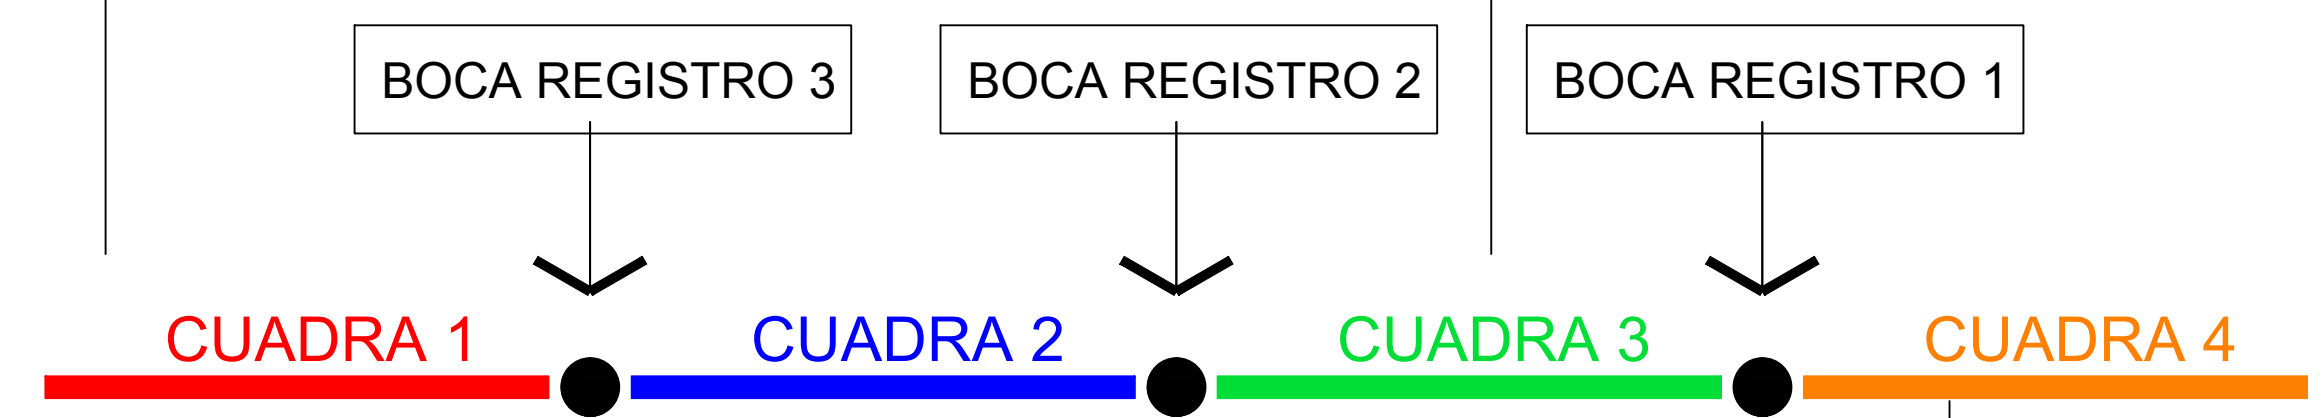 BOCA REGISTRO 3
BOCA REGISTRO 2
BOCA REGISTRO 1
CUADRA 1
CUADRA 2
CUADRA 3
CUADRA 4